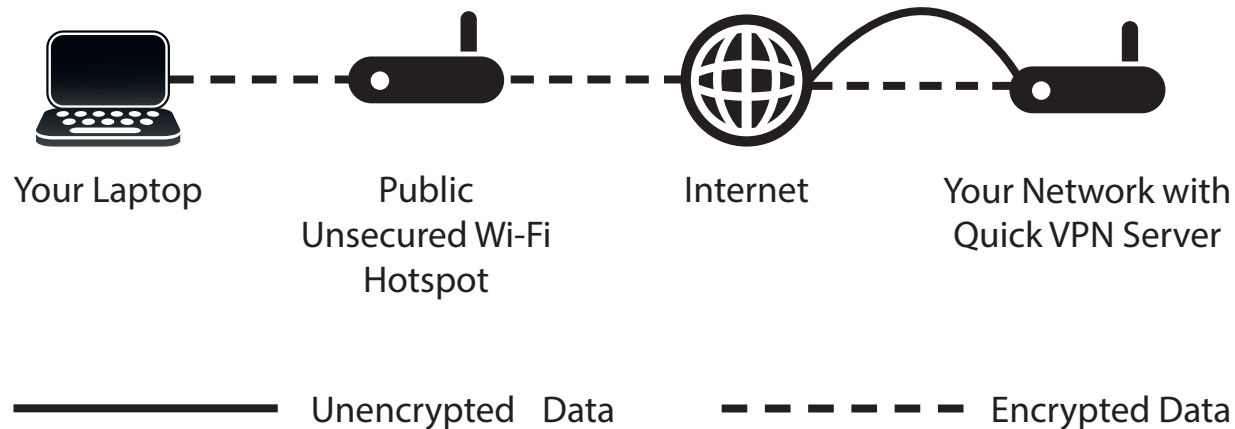 Your Laptop
Public
Unsecured Wi-Fi
Hotspot
Internet
Your Network with
Quick VPN Server
Unencrypted Data
Encrypted Data